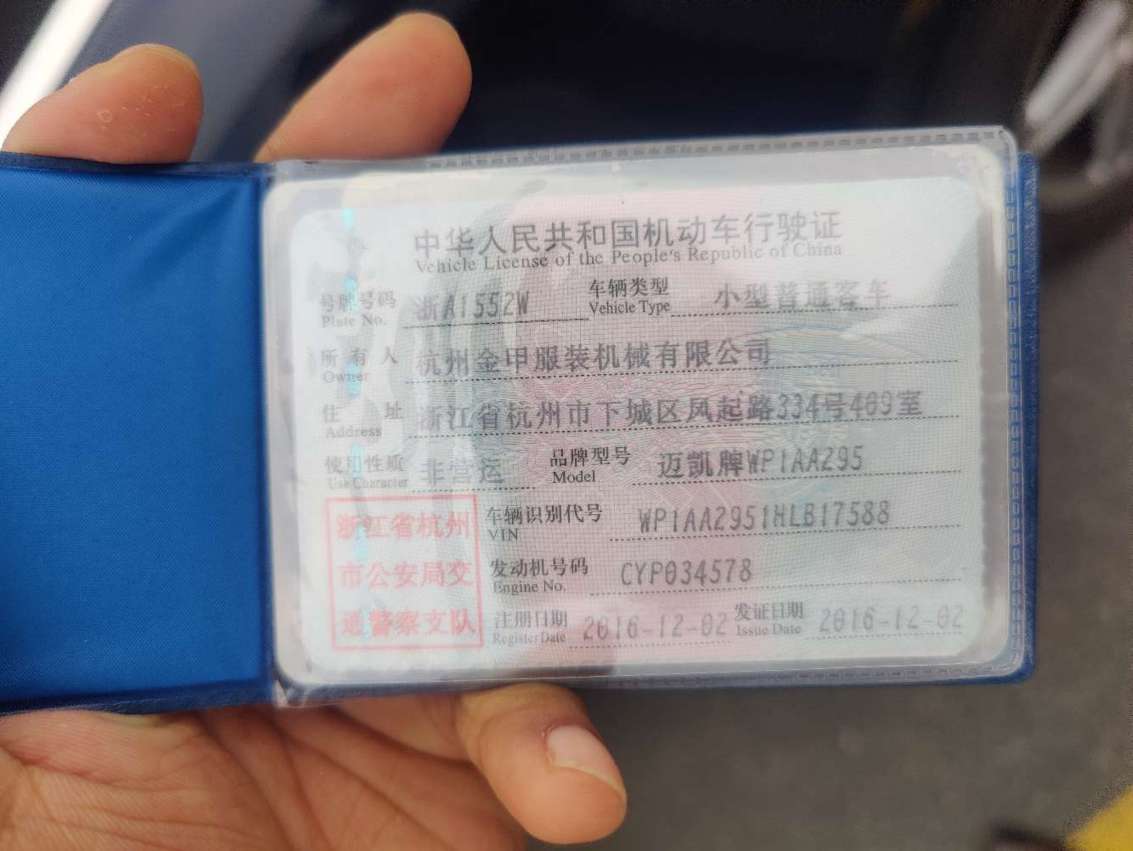 中华人民共和国机动车行驶证
Vehicle License of the People's Republic of China
号牌号码 浙A1552W 车辆类型 小型普通客车
Plate No. Vehicle Type
所有人 杭州金甲服装机械有限公司
Owner
住址 浙江省杭州市下城区凤起路334号409室
Address
使用性质 非营运 品牌型号 迈凯牌WP1AA295
Use Character Model
浙江省杭州
市公安局交
通警察支队
车辆识别代号 WP1AA2951HLB17588
VIN
发动机号码 CYP034578
Engine No.
注册日期 2016-12-02 发证日期 2016-12-02
Register Date Issue Date